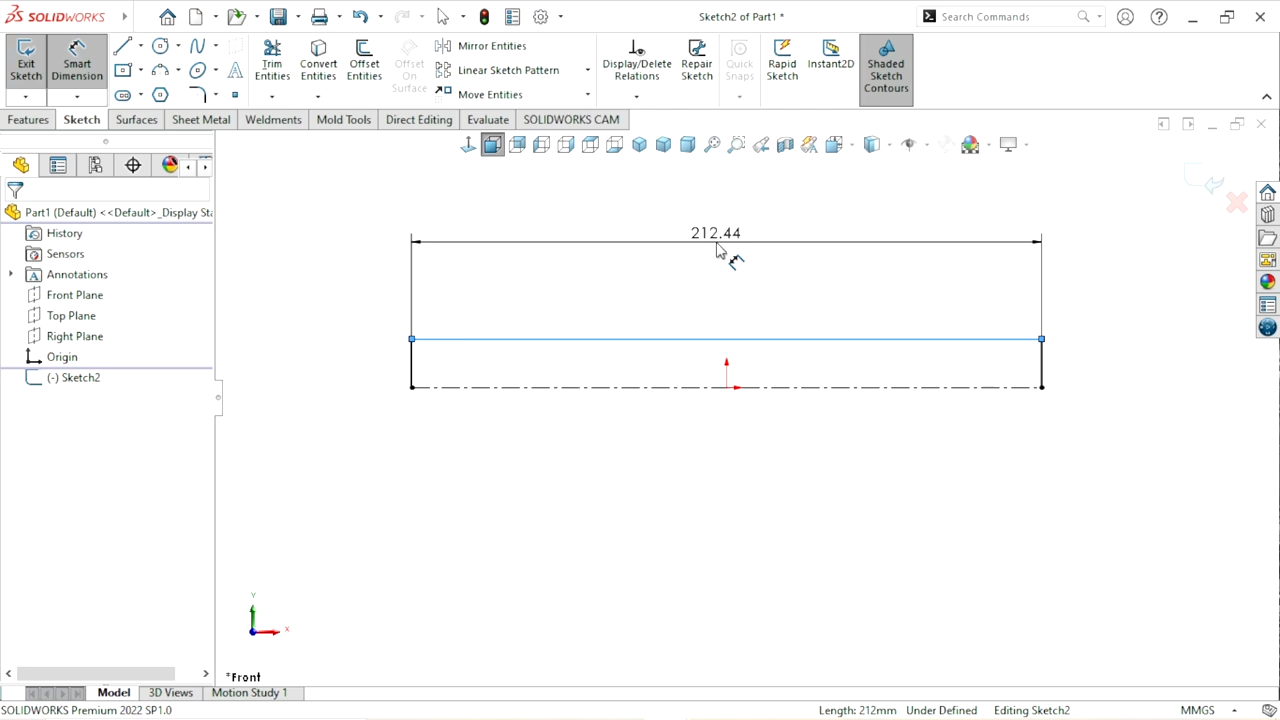 SOLIDWORKS
Sketch2 of Part1 *
Search Commands
Exit Sketch
Smart Dimension
Trim Entities
Convert Entities
Offset Entities
Offset On Surface
Mirror Entities
Linear Sketch Pattern
Move Entities
Display/Delete Relations
Repair Sketch
Quick Snaps
Rapid Sketch
Instant2D
Shaded Sketch Contours
Features
Sketch
Surfaces
Sheet Metal
Weldments
Mold Tools
Direct Editing
Evaluate
SOLIDWORKS CAM
Part1 (Default) <<Default>_Display Sta
History
Sensors
Annotations
Front Plane
Top Plane
Right Plane
Origin
(-) Sketch2
212.44
Y
X
*Front
Model
3D Views
Motion Study 1
SOLIDWORKS Premium 2022 SP1.0
Length: 212mm
Under Defined
Editing Sketch2
MMGS